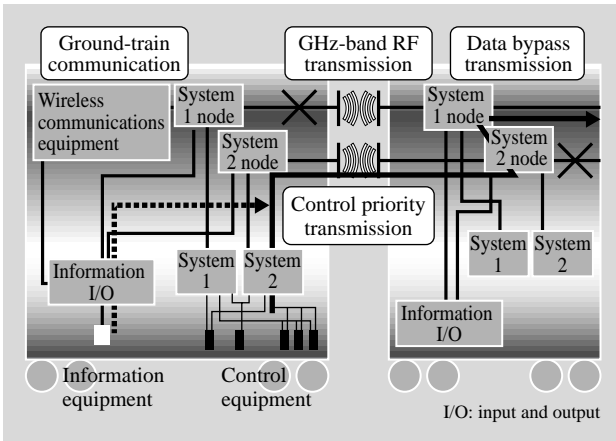 Ground-train
communication
GHz-band RF
transmission
Data bypass
transmission
Wireless
communications
equipment
System
1 node
System
2 node
System
1 node
System
2 node
Control priority
transmission
Information
I/O
System
1
System
2
System
1
System
2
Information
I/O
Information
equipment
Control
equipment
I/O: input and output